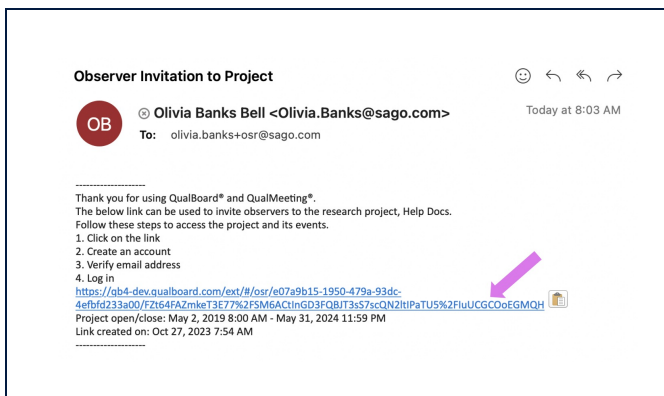 Observer Invitation to Project
OB
Olivia Banks Bell <Olivia.Banks@sago.com>
Today at 8:03 AM
To: olivia.banks+osr@sago.com
--------------------
Thank you for using QualBoard® and QualMeeting®.
The below link can be used to invite observers to the research project, Help Docs.
Follow these steps to access the project and its events.
1. Click on the link
2. Create an account
3. Verify email address
4. Log in
https://qb4-dev.qualboard.com/ext/#/osr/e07a9b15-1950-479a-93dc-
4efbfd233a00/FZt64FAZmkeT3E77%2FSM6ACtInGD3FQBJT3sS7scQN2ltIPaTU5%2FIuUCGCOoEGMQH
Project open/close: May 2, 2019 8:00 AM - May 31, 2024 11:59 PM
Link created on: Oct 27, 2023 7:54 AM
--------------------